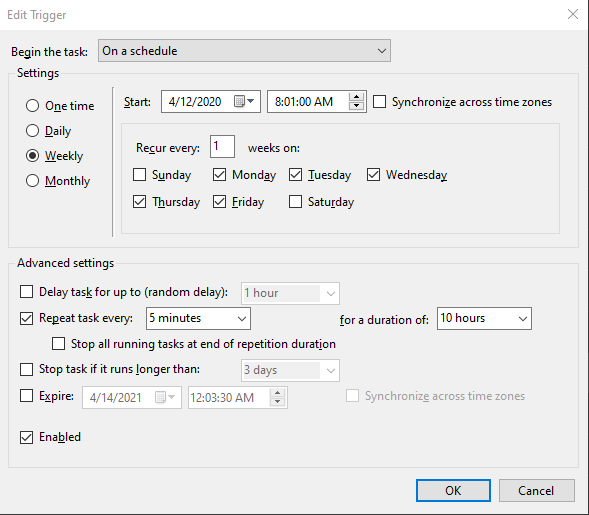 Edit Trigger
Begin the task: On a schedule
Settings
One time
Daily
Weekly
Monthly
Start: 4/12/2020 8:01:00 AM Synchronize across time zones
Recur every: 1 weeks on:
Sunday Monday Tuesday Wednesday
Thursday Friday Saturday
Advanced settings
Delay task for up to (random delay): 1 hour
Repeat task every: 5 minutes for a duration of: 10 hours
Stop all running tasks at end of repetition duration
Stop task if it runs longer than: 3 days
Expire: 4/14/2021 12:03:30 AM Synchronize across time zones
Enabled
OK Cancel